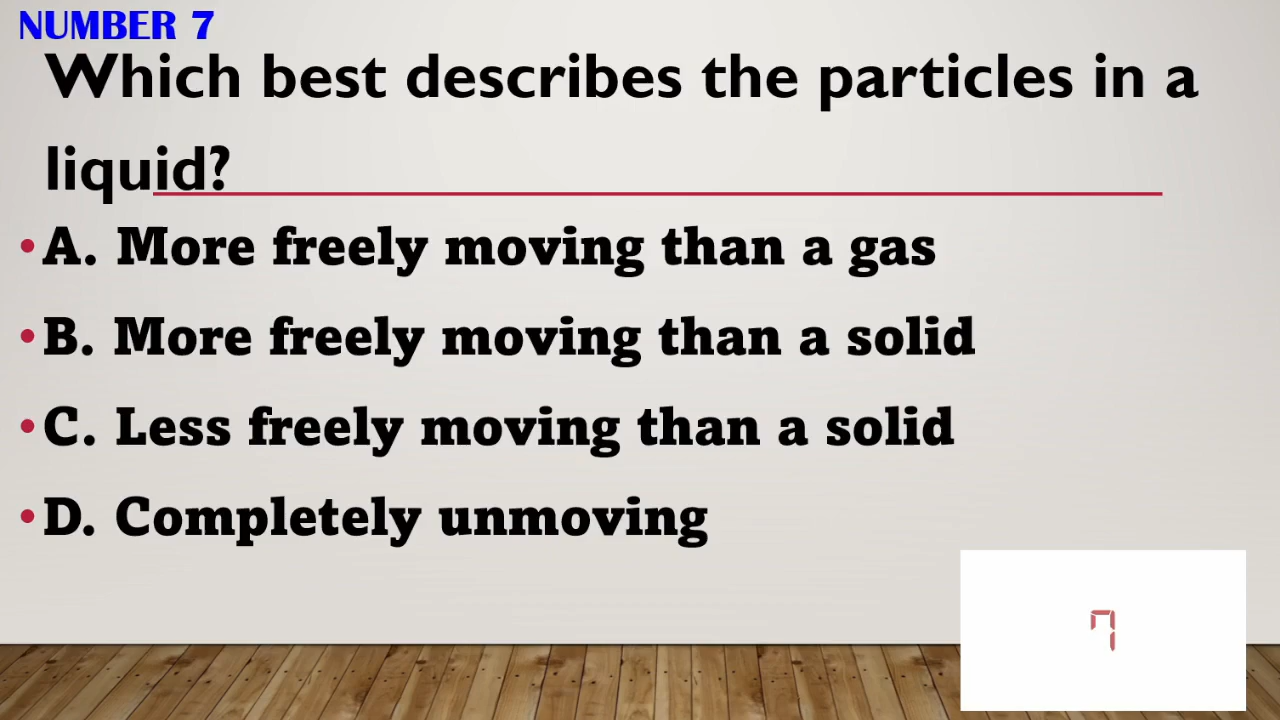 NUMBER 7
Which best describes the particles in a
liquid?
• A. More freely moving than a gas
• B. More freely moving than a solid
• C. Less freely moving than a solid
• D. Completely unmoving
7